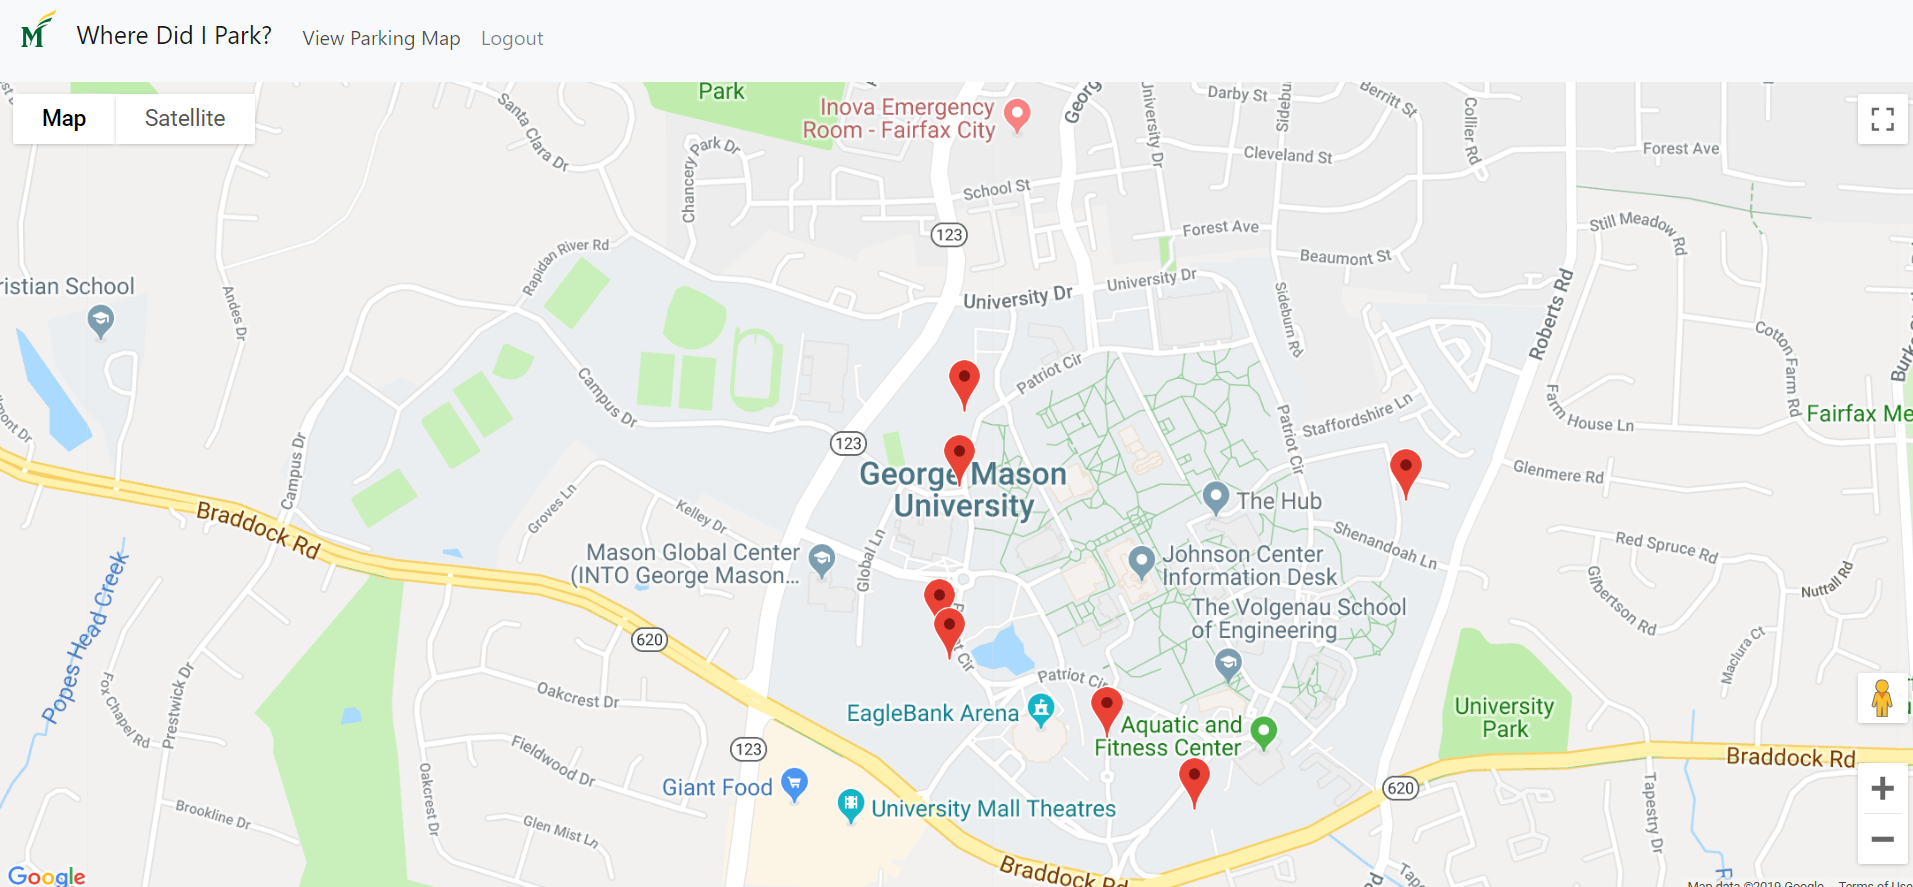 M
Where Did I Park?
View Parking Map
Logout
Map
Satellite
Park
Inova Emergency
Room - Fairfax City
Darby St
Berritt St
Collier Rd
Forest Ave
University Dr
Cleveland St
Santa Clara Dr
Chancery Park Dr
School St
123
Forest Ave
Still Meadow Rd
Rapidan River Rd
Beaumont St
University Dr
University Dr
ristian School
Andes Dr
Sideburn Rd
Roberts Rd
Cotton Farm Rd
Patriot Cir
Campus Dr
Patriot Cir
Staffordshire Ln
Farm House Ln
Fairfax Me
123
George Mason
University
Glenmere Rd
Campus Dr
Braddock Rd
Groves Ln
Kelley Dr
The Hub
Shenandoah Ln
Red Spruce Rd
Mason Global Center
(INTO George Mason...
Global Ln
Johnson Center
Information Desk
Gilbertson Rd
Nuttall Rd
Popes Head Creek
The Volgenau School
of Engineering
620
Maclura Ct
Patriot Cir
Fox Chapel Rd
Prestwick Dr
Oakcrest Dr
EagleBank Arena
Aquatic and
Fitness Center
University
Park
123
Fieldwood Dr
Braddock Rd
Giant Food
620
Oakcrest Dr
University Mall Theatres
Brookline Dr
Glen Mist Ln
Tapestry Dr
Braddock Rd
Google
Map data ©2019 Google
Terms of Use